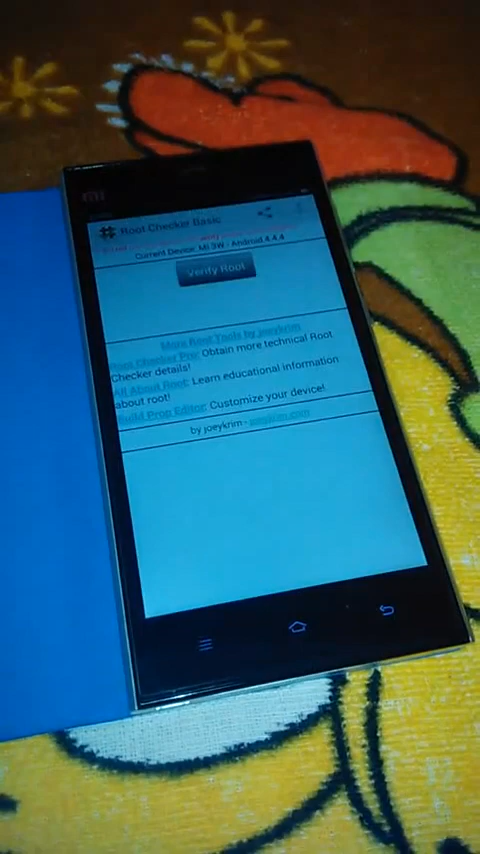 mi
Root Checker Basic
Current Device: MI 3W - Android 4.4.4
Verify Root
More Root Tools by joeykrim
Root Checker Pro: Obtain more technical Root
Checker details!
All About Root: Learn educational information
about root!
Build Prop Editor: Customize your device!
by joeykrim - joeykrim.com